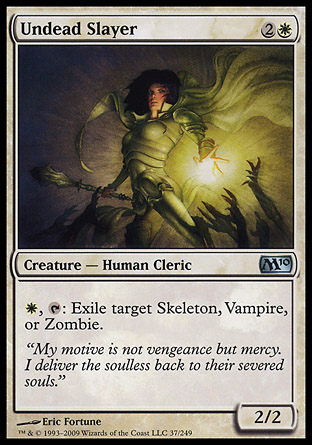 Undead Slayer 2
Creature — Human Cleric M10
, : Exile target Skeleton, Vampire,
or Zombie.
“My motive is not vengeance but mercy.
I deliver the soulless back to their severed
souls.”
Eric Fortune
™ & © 1993–2009 Wizards of the Coast LLC 37/249
2/2